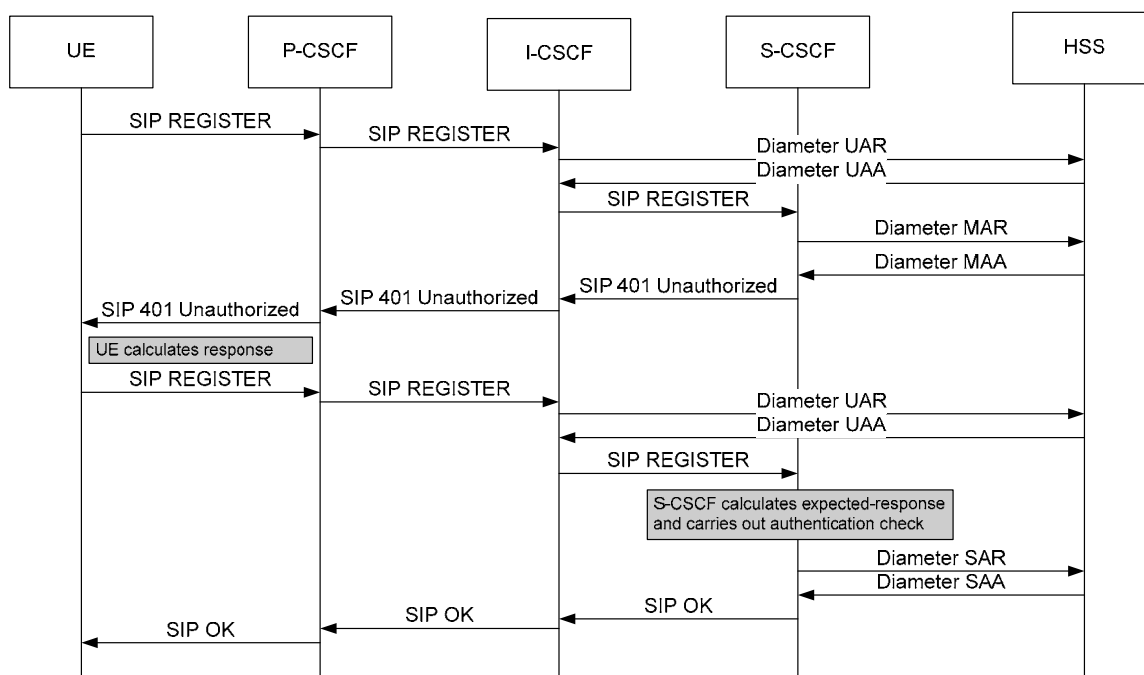 UE
P-CSCF
I-CSCF
S-CSCF
HSS
SIP REGISTER
SIP REGISTER
Diameter UAR
Diameter UAA
SIP REGISTER
Diameter MAR
Diameter MAA
SIP 401 Unauthorized
SIP 401 Unauthorized
SIP 401 Unauthorized
UE calculates response
SIP REGISTER
SIP REGISTER
Diameter UAR
Diameter UAA
SIP REGISTER
S-CSCF calculates expected-response
and carries out authentication check
Diameter SAR
Diameter SAA
SIP OK
SIP OK
SIP OK